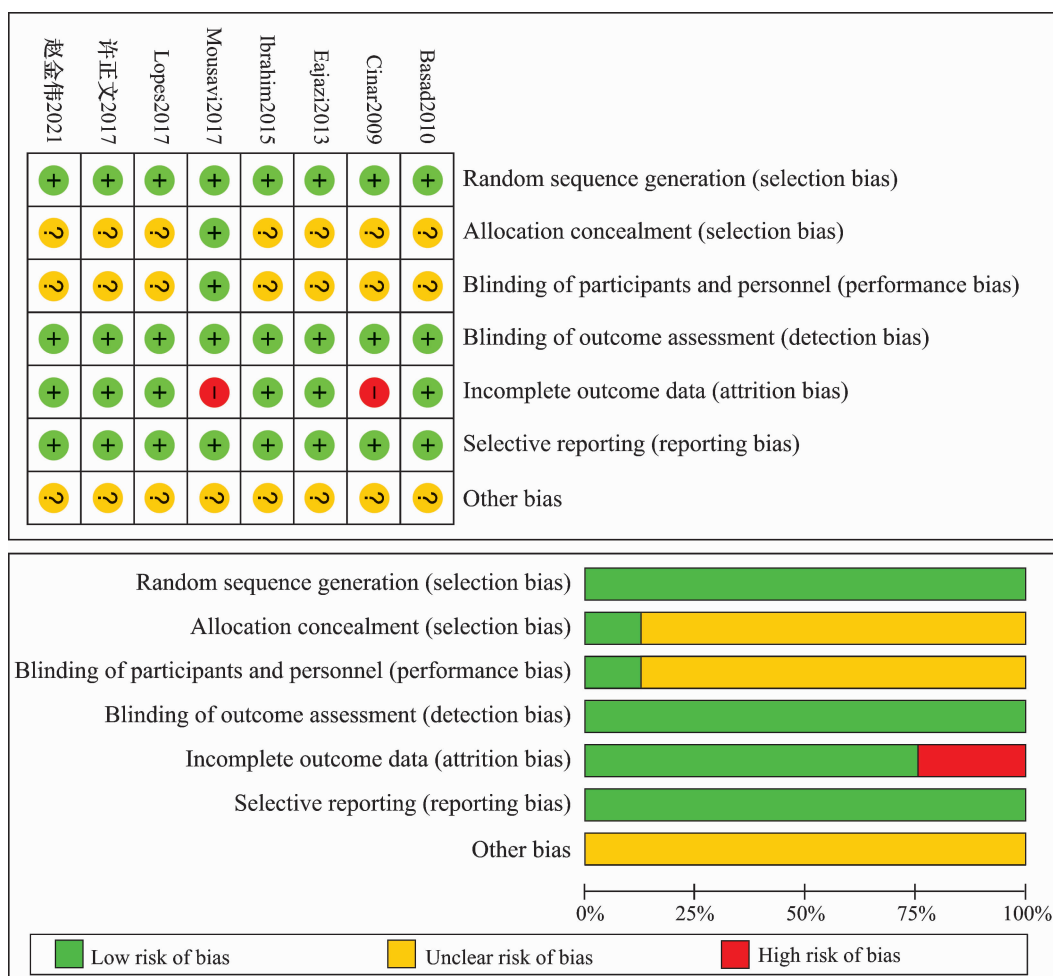 赵金伟2021
许正文2017
Lopes2017
Mousavi2017
Ibrahim2015
Eajazi2013
Cinar2009
Basad2010
+ + + + + + + + Random sequence generation (selection bias)
? ? ? + ? ? ? ? Allocation concealment (selection bias)
? ? ? + ? ? ? ? Blinding of participants and personnel (performance bias)
+ + + + + + + + Blinding of outcome assessment (detection bias)
+ + + − + + − + Incomplete outcome data (attrition bias)
+ + + + + + + + Selective reporting (reporting bias)
? ? ? ? ? ? ? ? Other bias
Random sequence generation (selection bias)
Allocation concealment (selection bias)
Blinding of participants and personnel (performance bias)
Blinding of outcome assessment (detection bias)
Incomplete outcome data (attrition bias)
Selective reporting (reporting bias)
Other bias
0% 25% 50% 75% 100%
Low risk of bias Unclear risk of bias High risk of bias